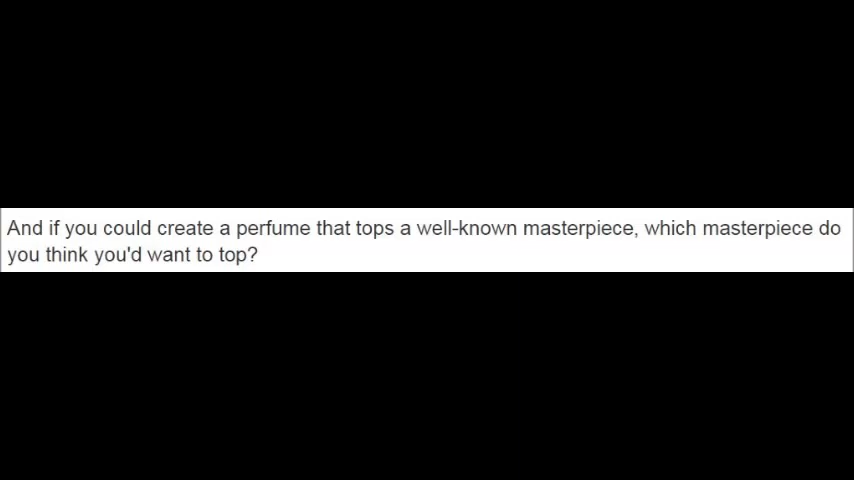 And if you could create a perfume that tops a well-known masterpiece, which masterpiece do
you think you'd want to top?